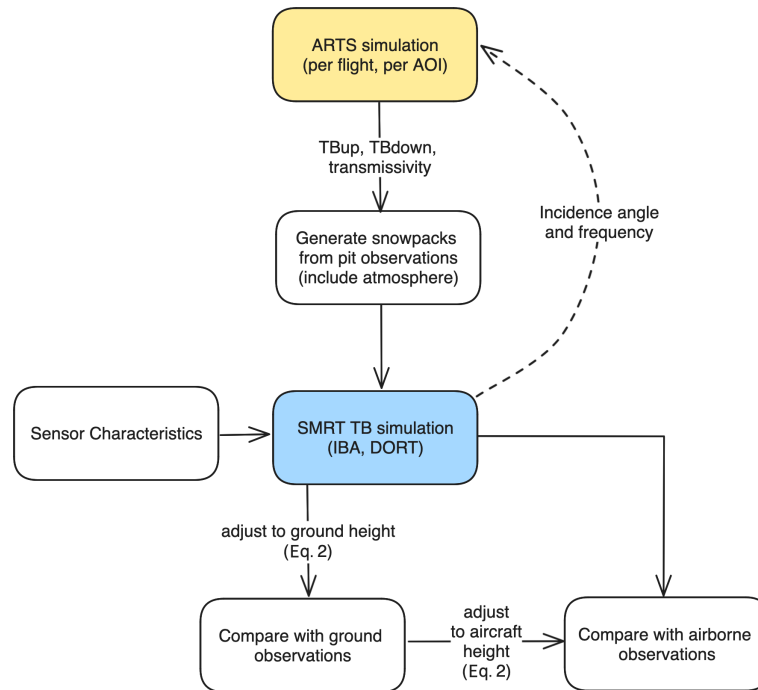 ARTS simulation
(per flight, per AOI)
TBup, TBdown,
transmissivity
Incidence angle
and frequency
Generate snowpacks
from pit observations
(include atmosphere)
Sensor Characteristics
SMRT TB simulation
(IBA, DORT)
adjust to ground height
(Eq. 2)
Compare with ground
observations
adjust
to aircraft
height
(Eq. 2)
Compare with airborne
observations